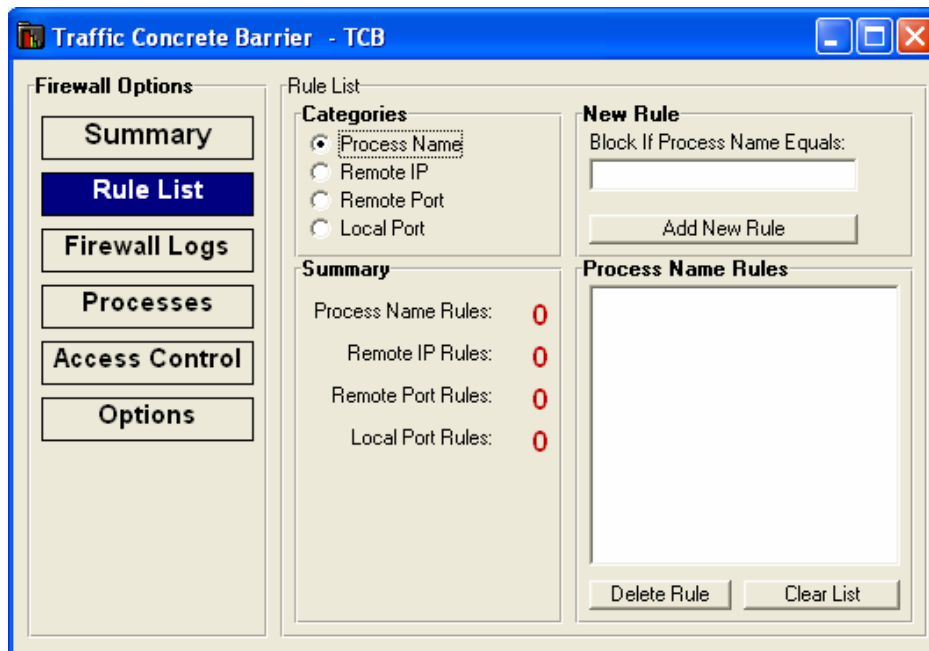 Traffic Concrete Barrier - TCB
Firewall Options
Summary
Rule List
Firewall Logs
Processes
Access Control
Options
Rule List
Categories
Process Name
Remote IP
Remote Port
Local Port
New Rule
Block If Process Name Equals:
Add New Rule
Summary
Process Name Rules: 0
Remote IP Rules: 0
Remote Port Rules: 0
Local Port Rules: 0
Process Name Rules
Delete Rule
Clear List